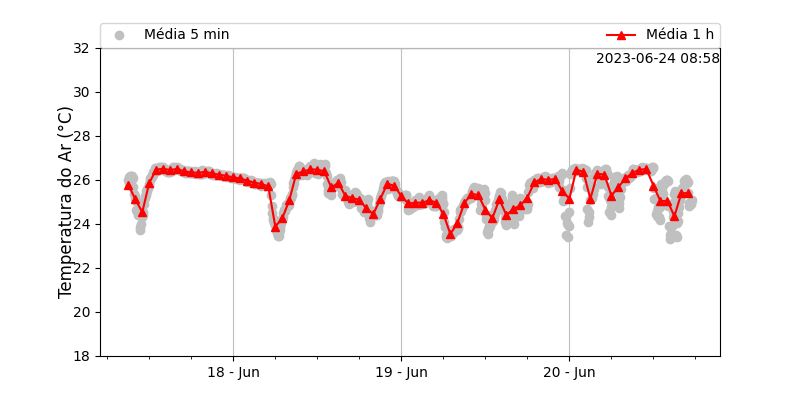 Média 5 min
Média 1 h
2023-06-24 08:58
Temperatura do Ar (°C)
32
30
28
26
24
22
20
18
18 - Jun
19 - Jun
20 - Jun